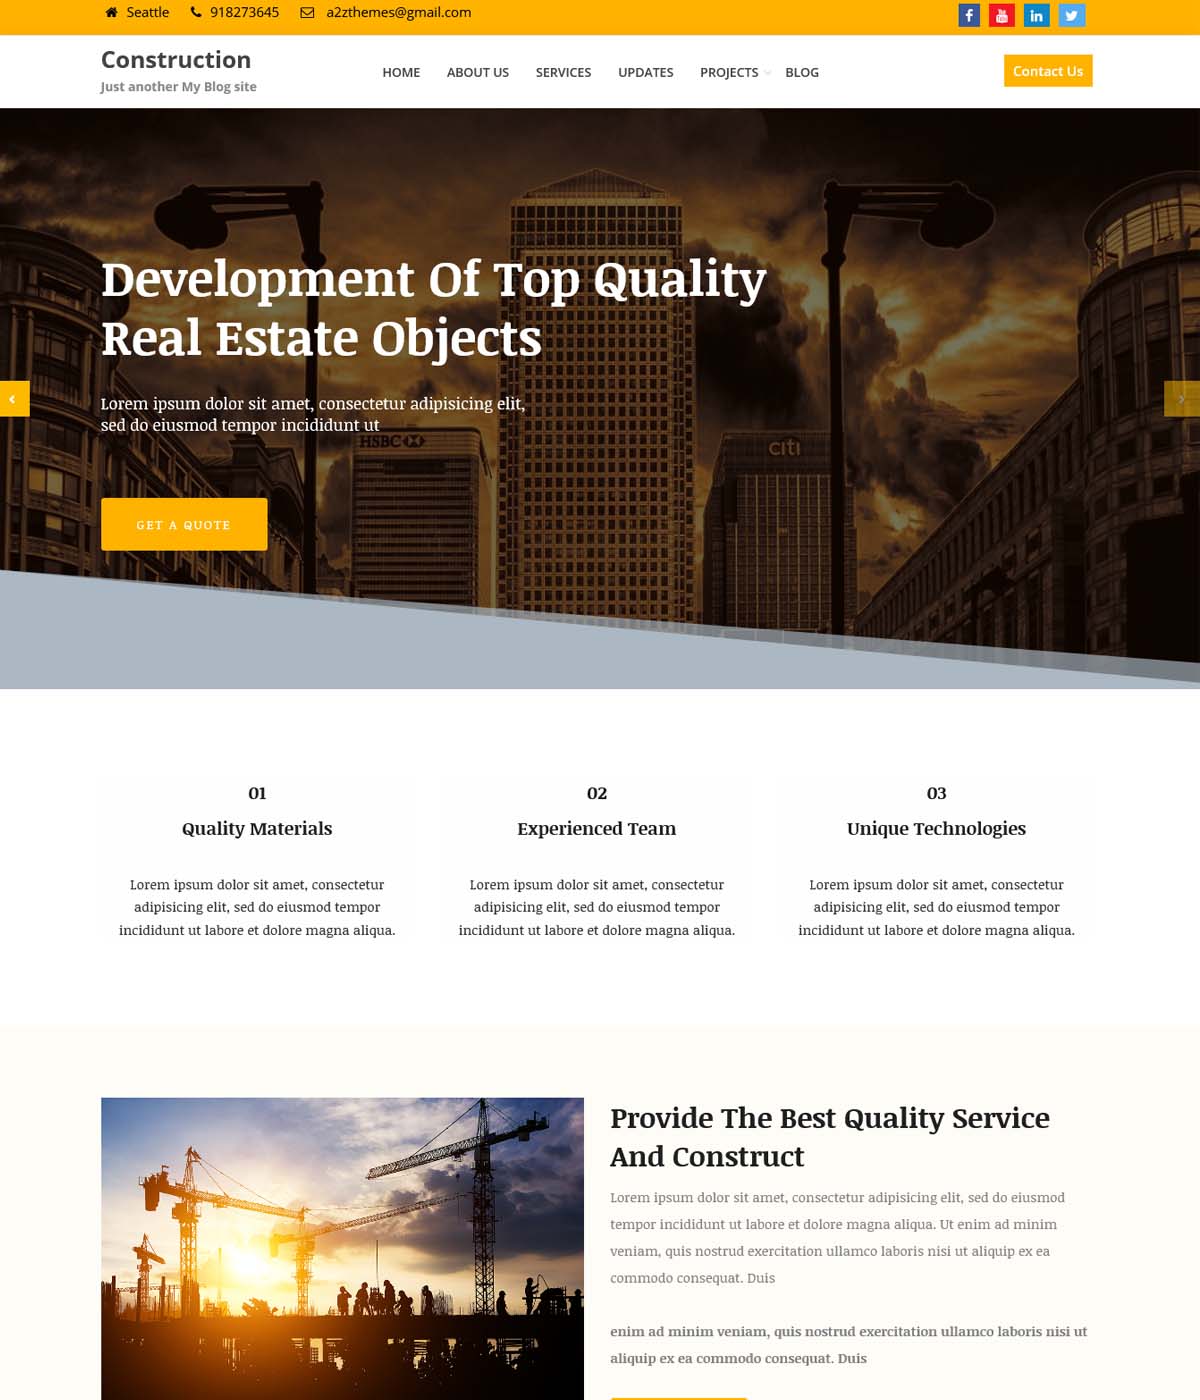 Seattle 918273645 a2zthemes@gmail.com
Construction
Just another My Blog site
HOME ABOUT US SERVICES UPDATES PROJECTS BLOG
Contact Us
Development Of Top Quality
Real Estate Objects
Lorem ipsum dolor sit amet, consectetur adipisicing elit,
sed do eiusmod tempor incididunt ut
HSBC
citi
GET A QUOTE
01
Quality Materials
Lorem ipsum dolor sit amet, consectetur
adipisicing elit, sed do eiusmod tempor
incididunt ut labore et dolore magna aliqua.
02
Experienced Team
Lorem ipsum dolor sit amet, consectetur
adipisicing elit, sed do eiusmod tempor
incididunt ut labore et dolore magna aliqua.
03
Unique Technologies
Lorem ipsum dolor sit amet, consectetur
adipisicing elit, sed do eiusmod tempor
incididunt ut labore et dolore magna aliqua.
Provide The Best Quality Service
And Construct
Lorem ipsum dolor sit amet, consectetur adipisicing elit, sed do eiusmod
tempor incididunt ut labore et dolore magna aliqua. Ut enim ad minim
veniam, quis nostrud exercitation ullamco laboris nisi ut aliquip ex ea
commodo consequat. Duis
enim ad minim veniam, quis nostrud exercitation ullamco laboris nisi ut
aliquip ex ea commodo consequat. Duis